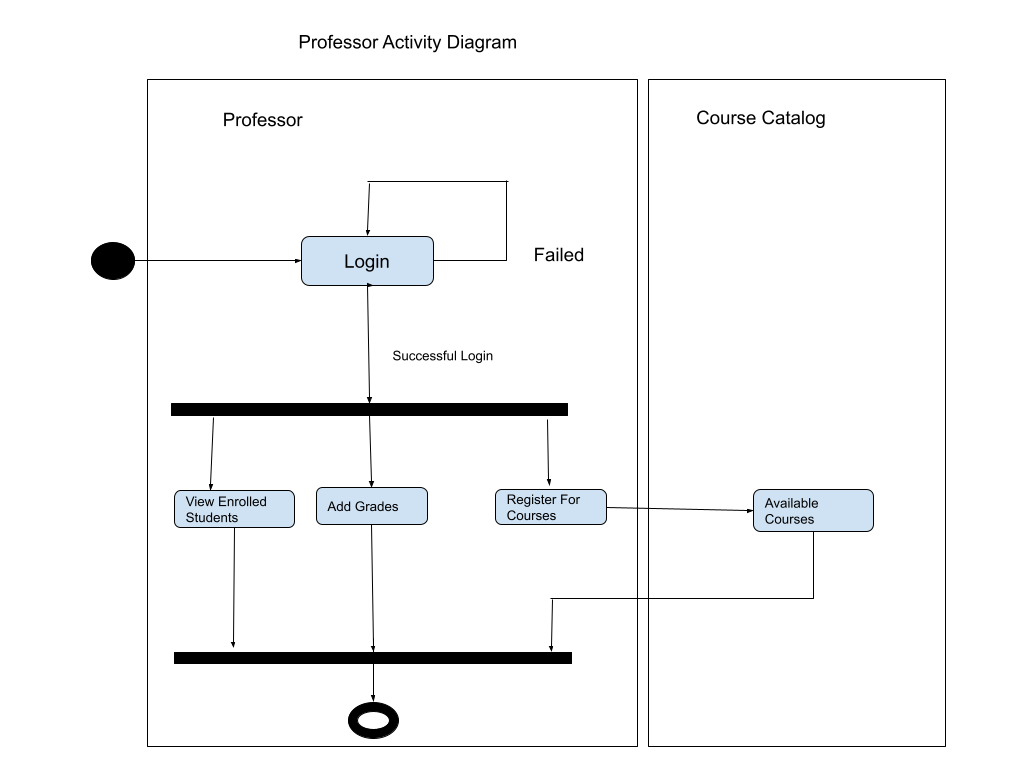 Professor Activity Diagram
Professor
Course Catalog
Failed
Login
Successful Login
View Enrolled
Students
Add Grades
Register For
Courses
Available
Courses